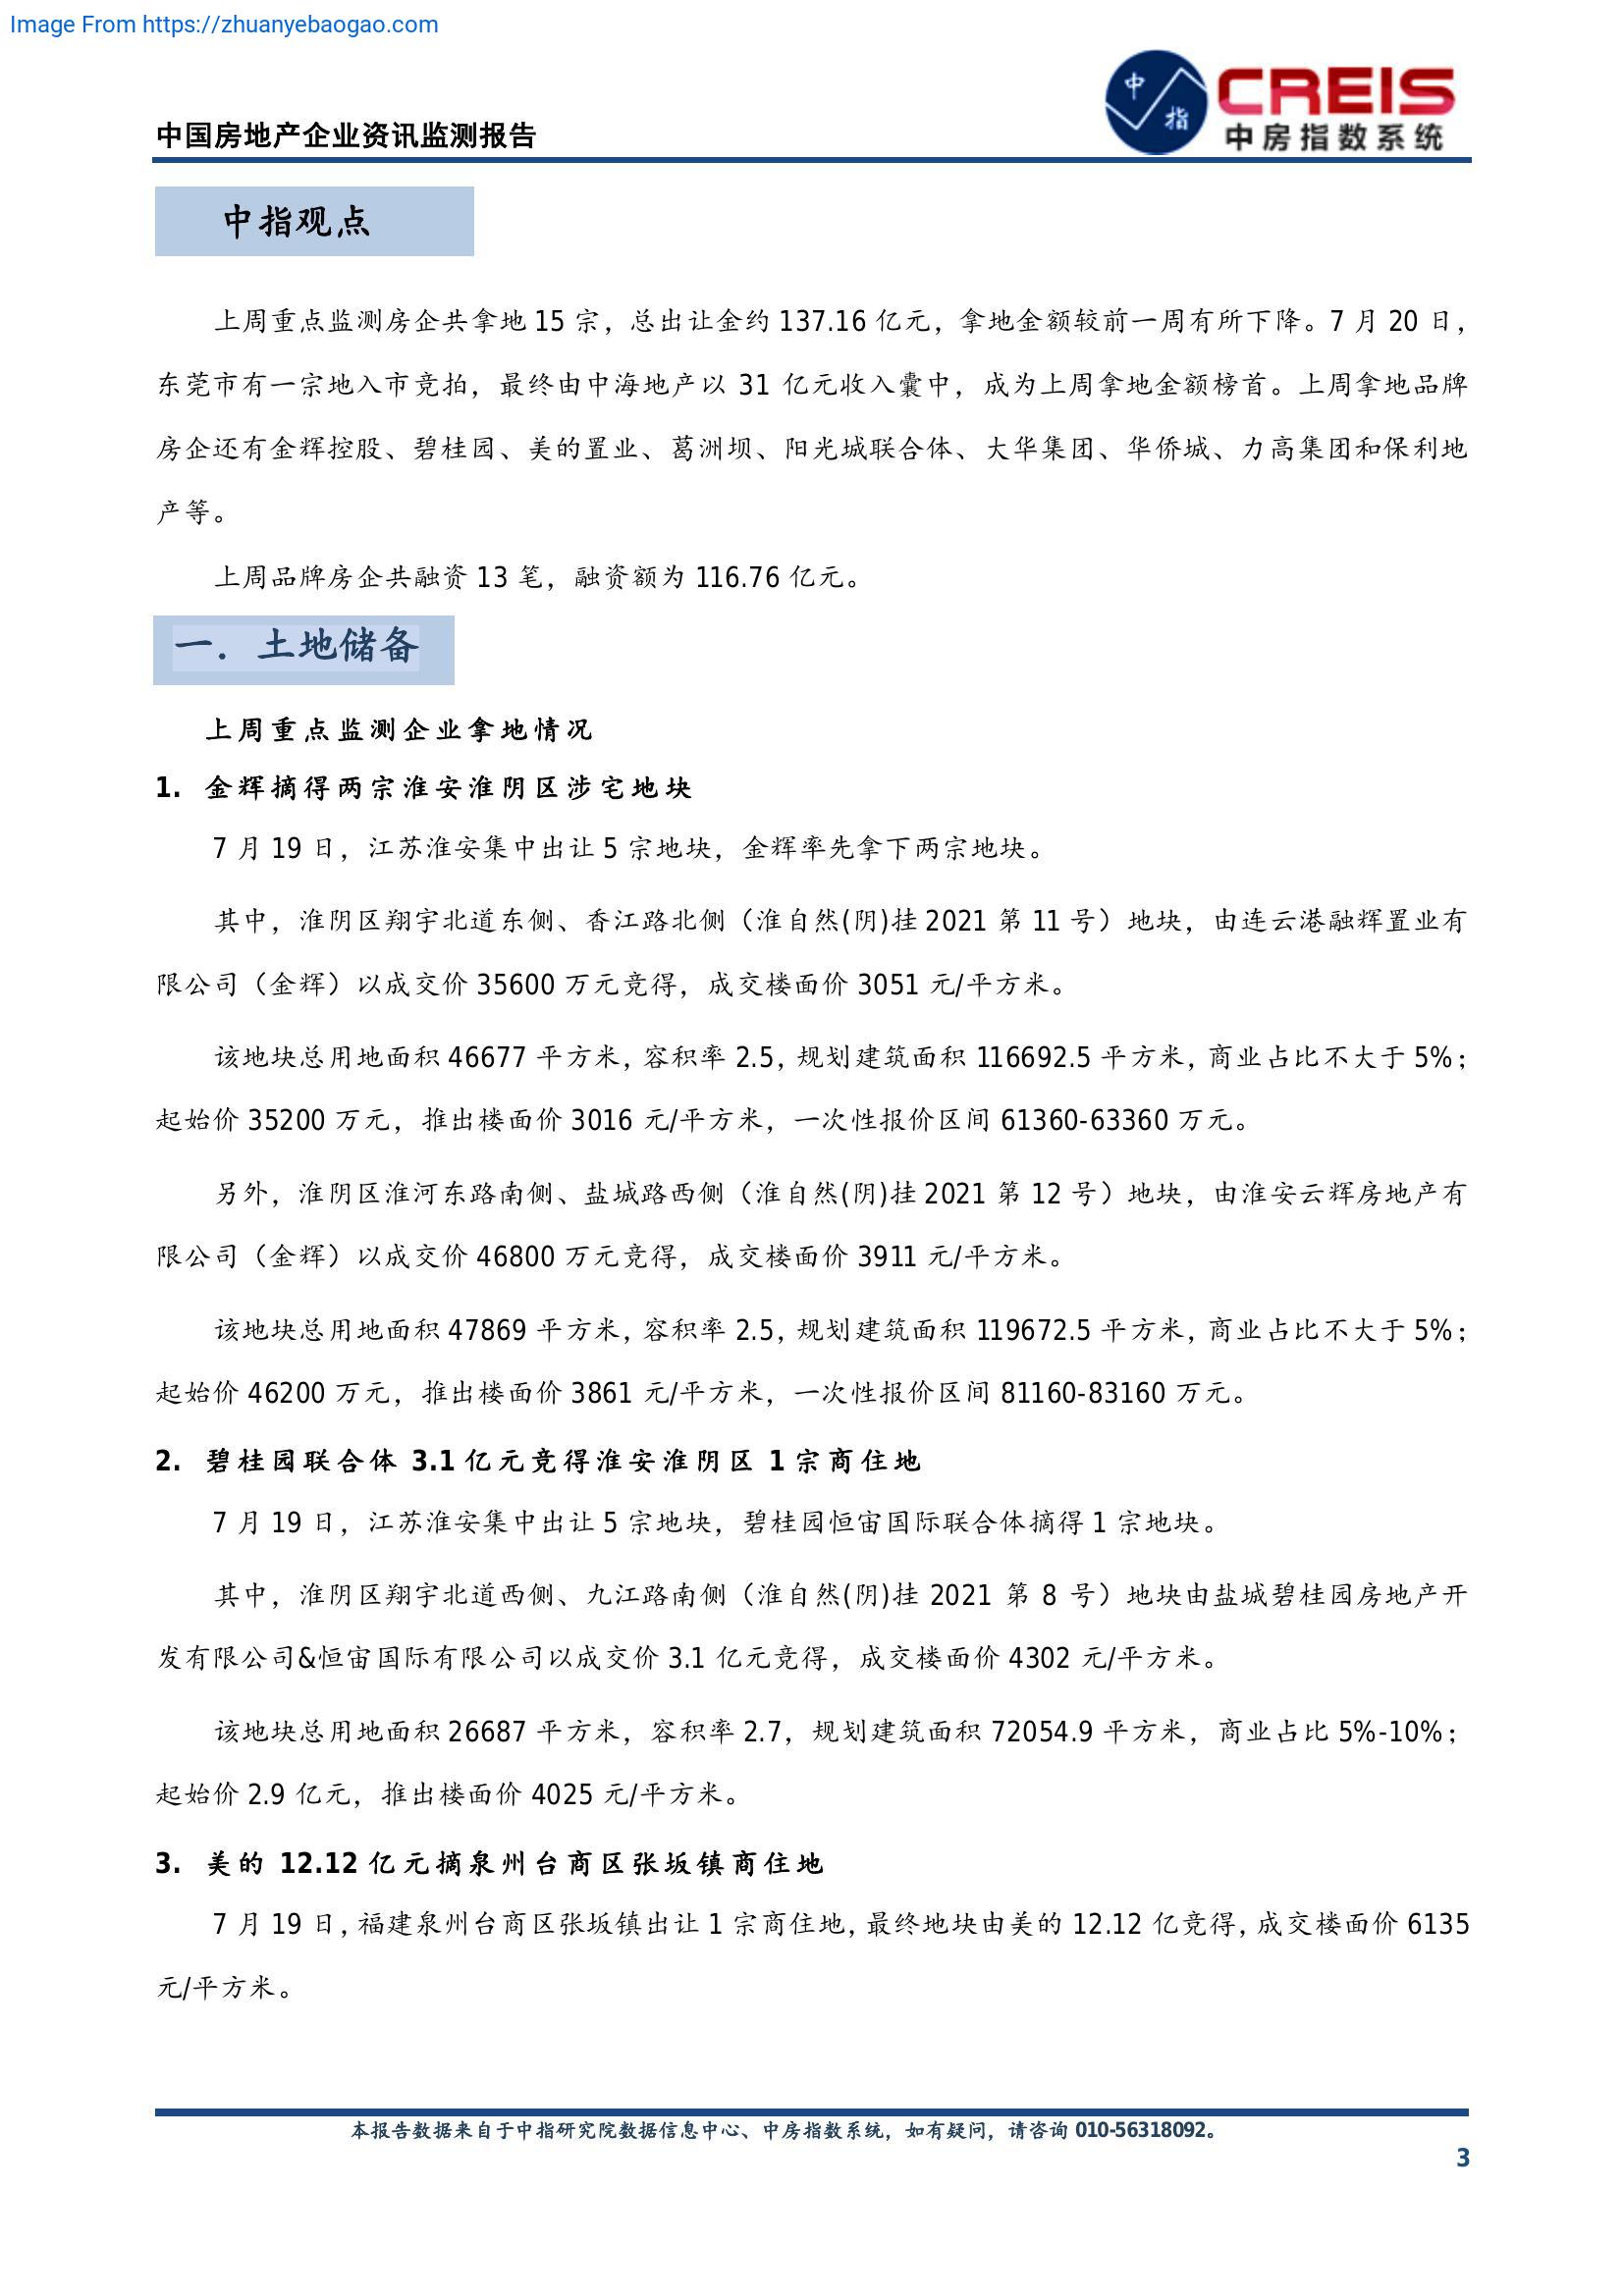 Image From https://zhuanyebaogao.com
中 指
CREIS
中房指数系统
中国房地产企业资讯监测报告
中指观点
上周重点监测房企共拿地 15 宗，总出让金约 137.16 亿元，拿地金额较前一周有所下降。7 月 20 日，
东莞市有一宗地入市竞拍，最终由中海地产以 31 亿元收入囊中，成为上周拿地金额榜首。上周拿地品牌
房企还有金辉控股、碧桂园、美的置业、葛洲坝、阳光城联合体、大华集团、华侨城、力高集团和保利地
产等。
上周品牌房企共融资 13 笔，融资额为 116.76 亿元。
一． 土地储备
上周重点监测企业拿地情况
1. 金辉摘得两宗淮安淮阴区涉宅地块
7 月 19 日，江苏淮安集中出让 5 宗地块，金辉率先拿下两宗地块。
其中，淮阴区翔宇北道东侧、香江路北侧（淮自然(阴)挂 2021 第 11 号）地块，由连云港融辉置业有
限公司（金辉）以成交价 35600 万元竞得，成交楼面价 3051 元/平方米。
该地块总用地面积 46677 平方米，容积率 2.5，规划建筑面积 116692.5 平方米，商业占比不大于 5%；
起始价 35200 万元，推出楼面价 3016 元/平方米，一次性报价区间 61360-63360 万元。
另外，淮阴区淮河东路南侧、盐城路西侧（淮自然(阴)挂 2021 第 12 号）地块，由淮安云辉房地产有
限公司（金辉）以成交价 46800 万元竞得，成交楼面价 3911 元/平方米。
该地块总用地面积 47869 平方米，容积率 2.5，规划建筑面积 119672.5 平方米，商业占比不大于 5%；
起始价 46200 万元，推出楼面价 3861 元/平方米，一次性报价区间 81160-83160 万元。
2. 碧桂园联合体 3.1 亿元竞得淮安淮阴区 1 宗商住地
7 月 19 日，江苏淮安集中出让 5 宗地块，碧桂园恒宙国际联合体摘得 1 宗地块。
其中，淮阴区翔宇北道西侧、九江路南侧（淮自然(阴)挂 2021 第 8 号）地块由盐城碧桂园房地产开
发有限公司&恒宙国际有限公司以成交价 3.1 亿元竞得，成交楼面价 4302 元/平方米。
该地块总用地面积 26687 平方米，容积率 2.7，规划建筑面积 72054.9 平方米，商业占比 5%-10%；
起始价 2.9 亿元，推出楼面价 4025 元/平方米。
3. 美的 12.12 亿元摘泉州台商区张坂镇商住地
7 月 19 日，福建泉州台商区张坂镇出让 1 宗商住地，最终地块由美的 12.12 亿竞得，成交楼面价 6135
元/平方米。
本报告数据来自于中指研究院数据信息中心、中房指数系统，如有疑问，请咨询 010-56318092。
3